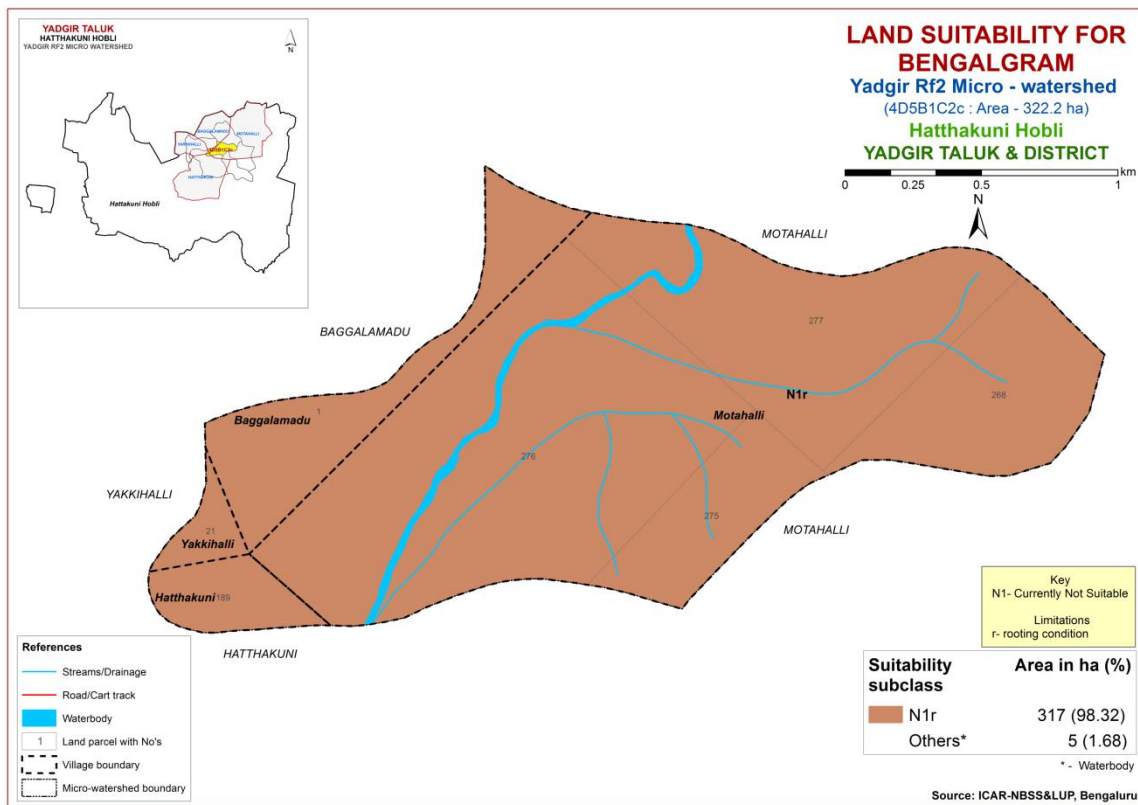 YADGIR TALUK
HATTHAKUNI HOBLI
YADGIR RF2 MICRO WATERSHED
N
BAGGALAMADU
MOTAHALLI
HATTHAKUNI
Hattakuni Hobli
LAND SUITABILITY FOR
BENGALGRAM
Yadgir Rf2 Micro - watershed
(4D5B1C2c : Area - 322.2 ha)
Hatthakuni Hobli
YADGIR TALUK & DISTRICT
km
0 0.25 0.5 1
N
MOTAHALLI
BAGGALAMADU
277
N1r
268
1
Baggalamadu
Motahalli
276
YAKKIHALLI
275
MOTAHALLI
21
Yakkihalli
Hatthakuni 189
HATTHAKUNI
Key
N1- Currently Not Suitable
Limitations
r- rooting condition
References
Streams/Drainage
Road/Cart track
Waterbody
1 Land parcel with No's
Village boundary
Micro-watershed boundary
Suitability subclass Area in ha (%)
N1r 317 (98.32)
Others* 5 (1.68)
* - Waterbody
Source: ICAR-NBSS&LUP, Bengaluru